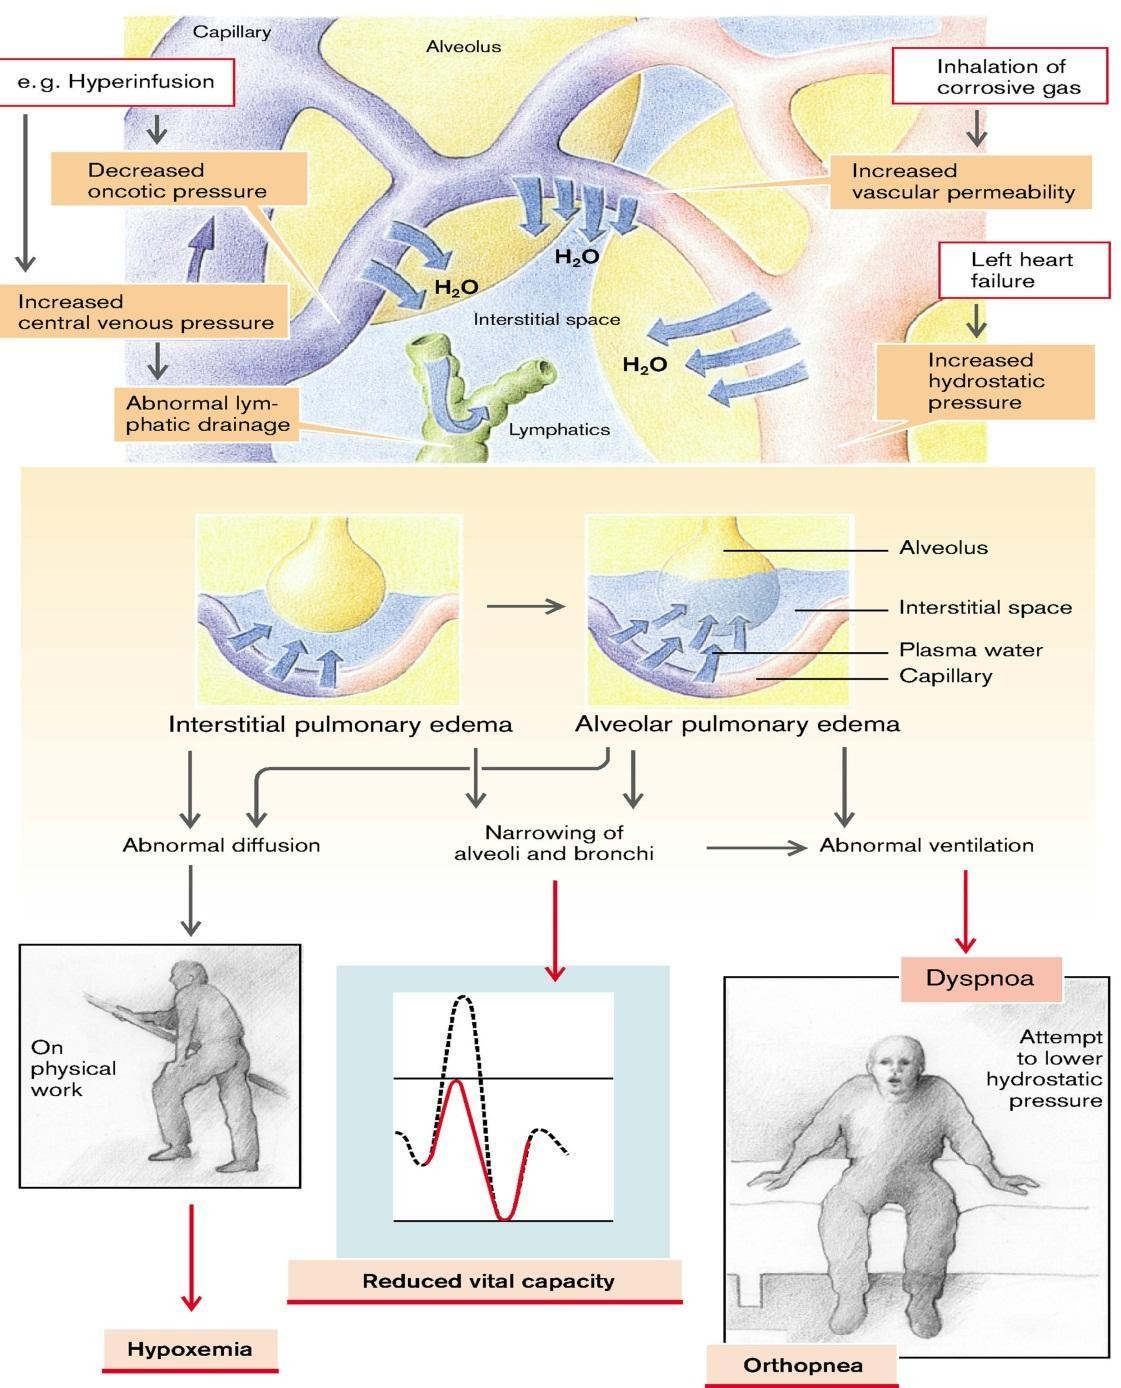 Capillary
Alveolus
e.g. Hyperinfusion
Inhalation of
corrosive gas
Decreased
oncotic pressure
Increased
vascular permeability
H₂O
H₂O
Left heart
failure
Increased
central venous pressure
Interstitial space
H₂O
Increased
hydrostatic
pressure
Abnormal lym-
phatic drainage
Lymphatics
Alveolus
Interstitial space
Plasma water
Capillary
Interstitial pulmonary edema
Alveolar pulmonary edema
Abnormal diffusion
Narrowing of
alveoli and bronchi
Abnormal ventilation
On
physical
work
Dyspnoa
Attempt
to lower
hydrostatic
pressure
Reduced vital capacity
Hypoxemia
Orthopnea